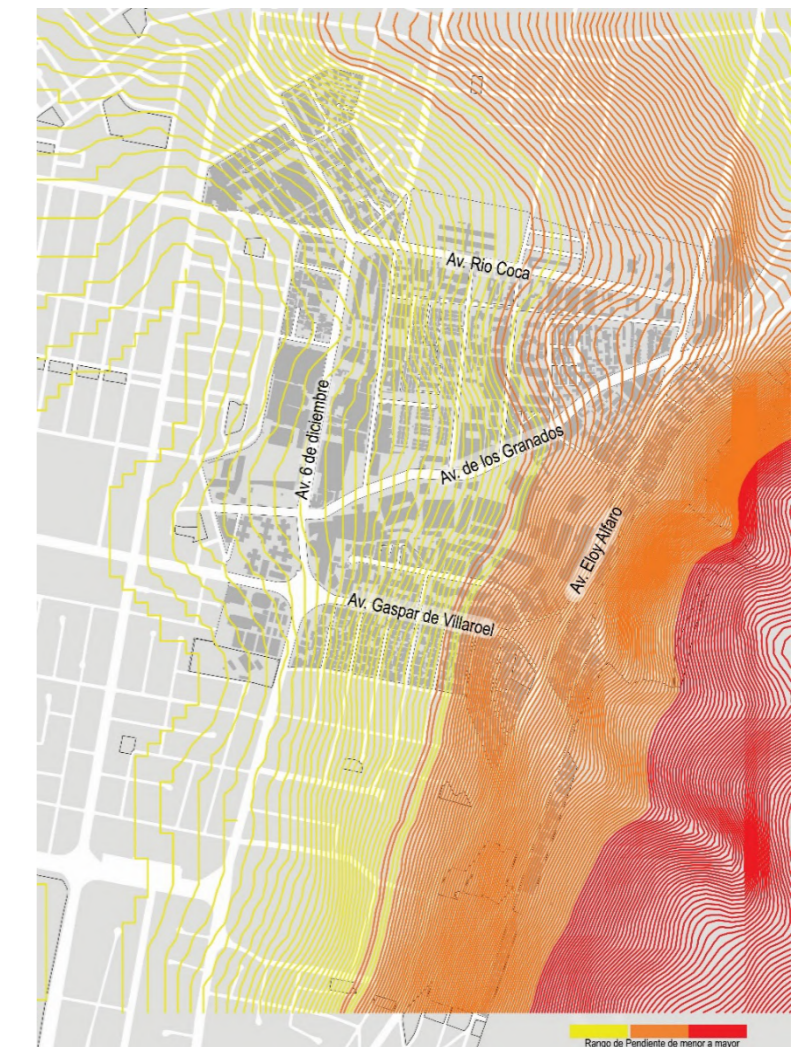 Av. Rio Coca
Av. 6 de diciembre
Av. de los Granados
Av. Eloy Alfaro
Av. Gaspar de Villaroel
Rango de Pendiente de menor a mayor